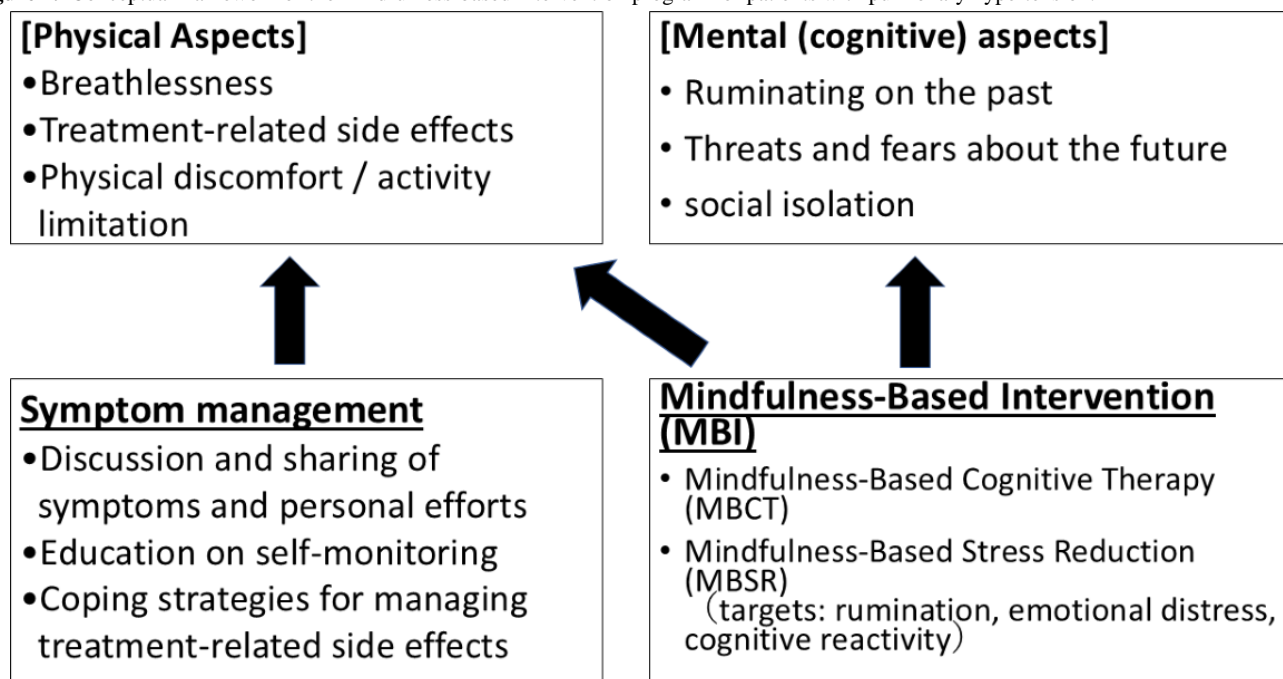 [Physical Aspects]
•Breathlessness
•Treatment-related side effects
•Physical discomfort / activity
limitation
[Mental (cognitive) aspects]
• Ruminating on the past
• Threats and fears about the future
• social isolation
Symptom management
•Discussion and sharing of
symptoms and personal efforts
•Education on self-monitoring
•Coping strategies for managing
treatment-related side effects
Mindfulness-Based Intervention
(MBI)
• Mindfulness-Based Cognitive Therapy
(MBCT)
• Mindfulness-Based Stress Reduction
(MBSR)
（targets: rumination, emotional distress,
cognitive reactivity）